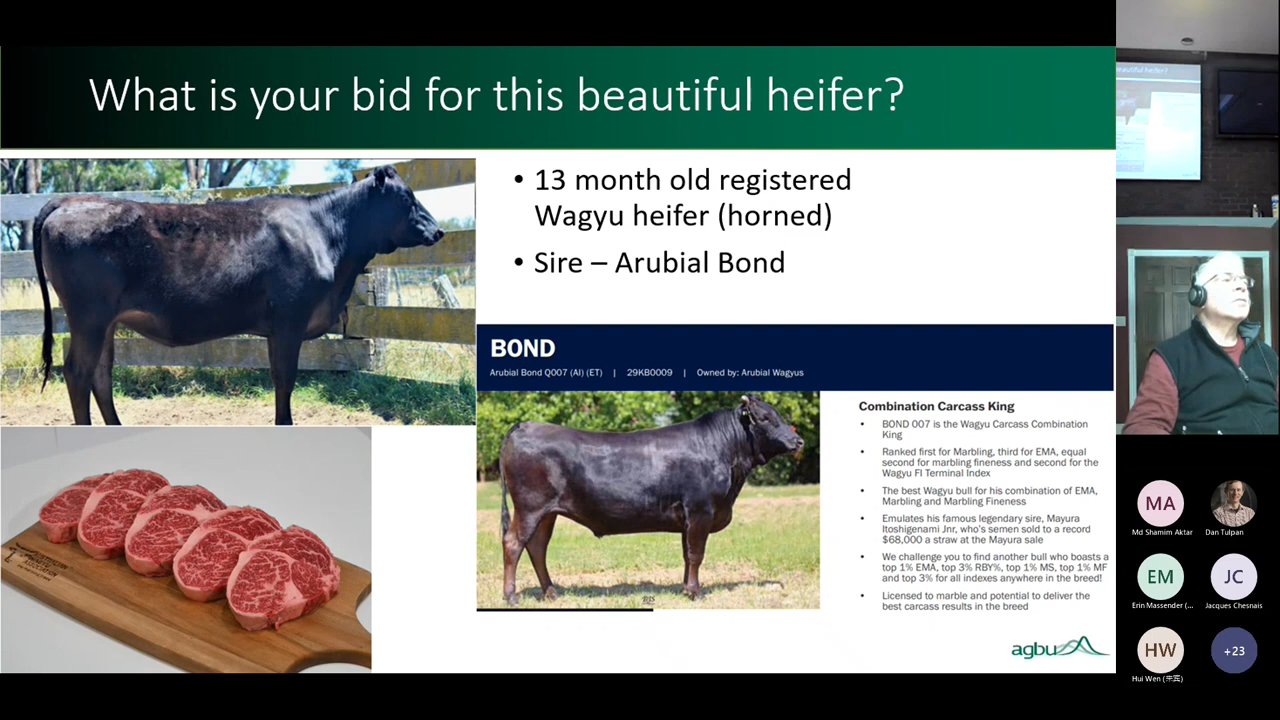 What is your bid for this beautiful heifer?
• 13 month old registered
Wagyu heifer (horned)
• Sire – Arubial Bond
BOND
Arubial Bond Q007 (AI) (ET) | 29KB0009 | Owned by: Arubial Wagyus
Combination Carcass King
• BOND 007 is the Wagyu Carcass Combination
King
• Ranked first for Marbling, third for EMA, equal
second for marbling fineness and second for the
Wagyu FI Terminal Index
• The best Wagyu bull for his combination of EMA,
Marbling and Marbling Fineness
• Emulates his famous legendary sire, Mayura
Itoshigenami Jnr, who's semen sold to a record
$68,000 a straw at the Mayura sale
• We challenge you to find another bull who boasts a
top 1% EMA, top 3% RBY%, top 1% MS, top 1% MF
and top 3% for all indexes anywhere in the breed!
• Licensed to marble and potential to deliver the
best carcass results in the breed
agbu
beautiful heifer?
MA
Md Shamim Aktar
Dan Tulpan
EM
Erin Massender (...
JC
Jacques Chesnais
HW
Hui Wen
+23